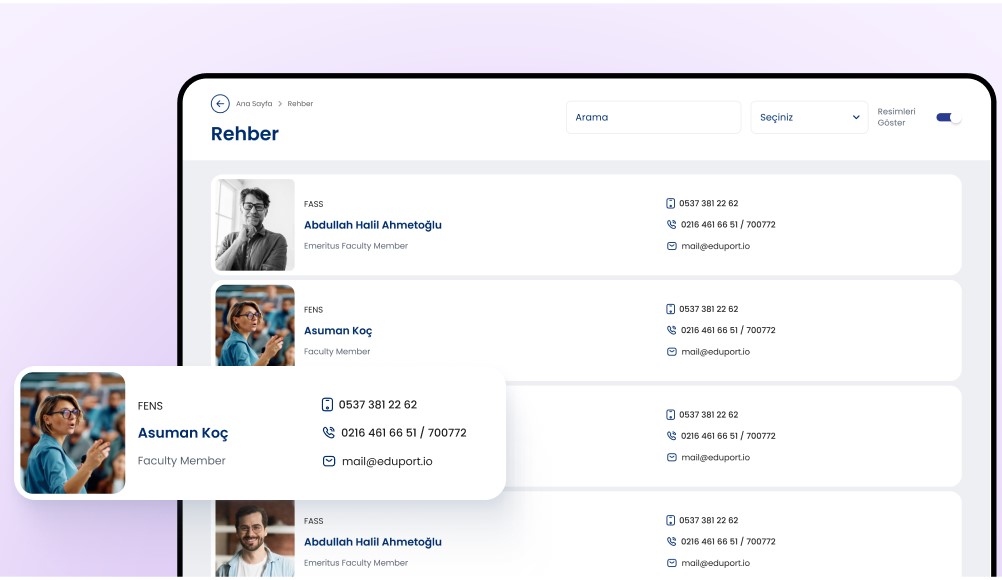 Ana Sayfa > Rehber
Rehber
Arama
Seçiniz
Resimleri
Göster
FASS
Abdullah Halil Ahmetoğlu
Emeritus Faculty Member
0537 381 22 62
0216 461 66 51 / 700772
mail@eduport.io
FENS
Asuman Koç
Faculty Member
0537 381 22 62
0216 461 66 51 / 700772
mail@eduport.io
FENS
Asuman Koç
Faculty Member
0537 381 22 62
0216 461 66 51 / 700772
mail@eduport.io
0537 381 22 62
0216 461 66 51 / 700772
mail@eduport.io
FASS
Abdullah Halil Ahmetoğlu
Emeritus Faculty Member
0537 381 22 62
0216 461 66 51 / 700772
mail@eduport.io